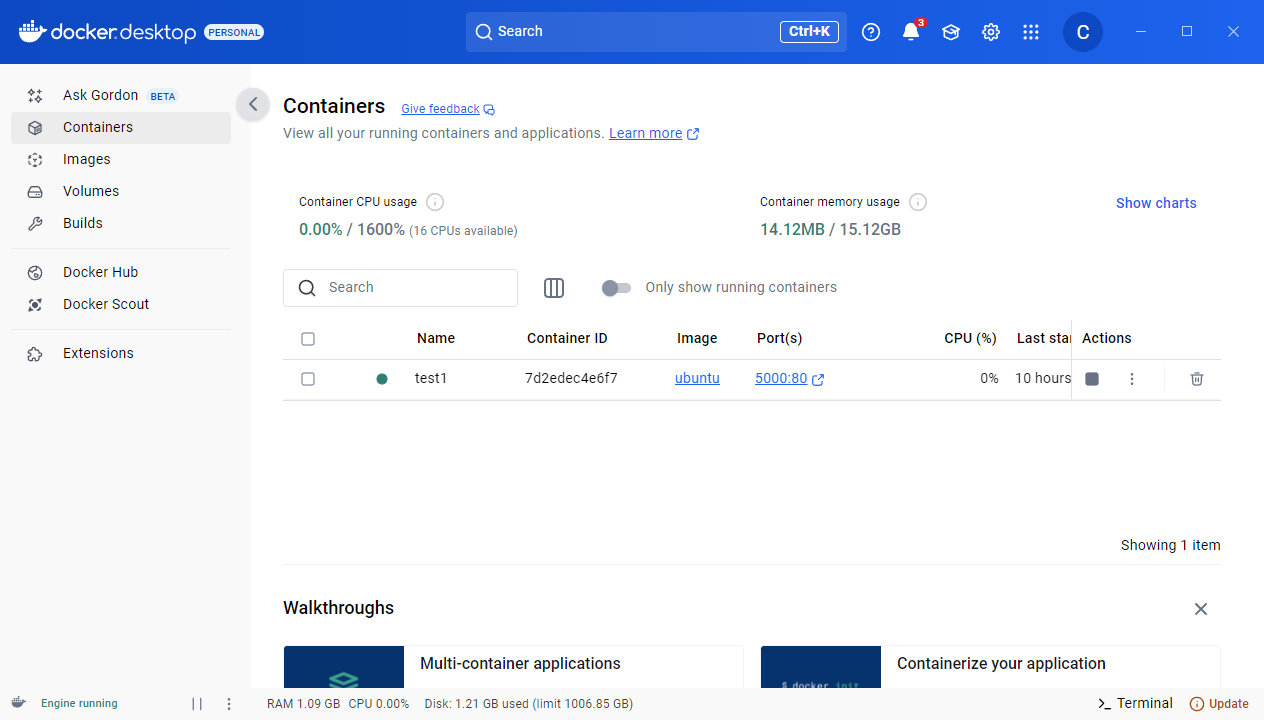 docker.desktop PERSONAL
Search Ctrl+K
3
C
Ask Gordon BETA
Containers
Images
Volumes
Builds
Docker Hub
Docker Scout
Extensions
Containers Give feedback
View all your running containers and applications. Learn more
Container CPU usage
0.00% / 1600% (16 CPUs available)
Container memory usage
14.12MB / 15.12GB
Show charts
Search
Only show running containers
Name Container ID Image Port(s) CPU (%) Last star Actions
test1 7d2edec4e6f7 ubuntu 5000:80 0% 10 hours
Showing 1 item
Walkthroughs
Multi-container applications
$ docker init
Containerize your application
Engine running
RAM 1.09 GB CPU 0.00% Disk: 1.21 GB used (limit 1006.85 GB)
Terminal
Update